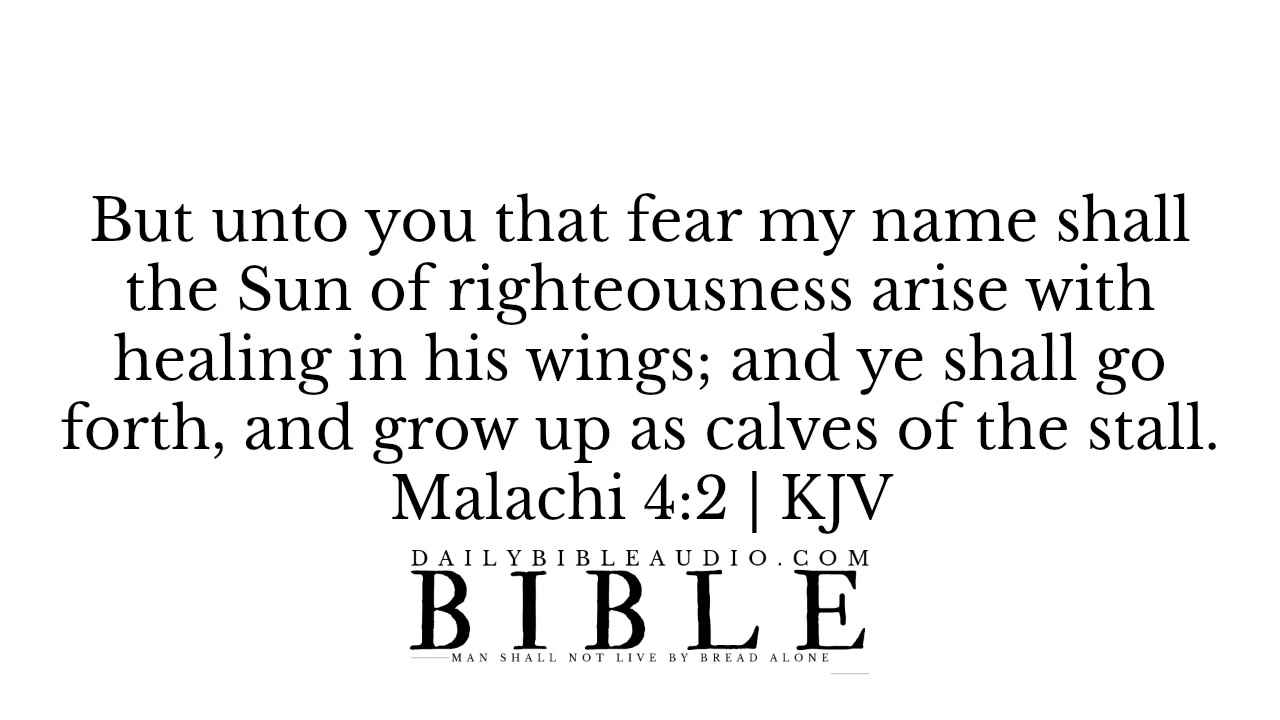 But unto you that fear my name shall
the Sun of righteousness arise with
healing in his wings; and ye shall go
forth, and grow up as calves of the stall.
Malachi 4:2 | KJV
DAILYBIBLEAUDIO.COM
BIBLE
MAN SHALL NOT LIVE BY BREAD ALONE